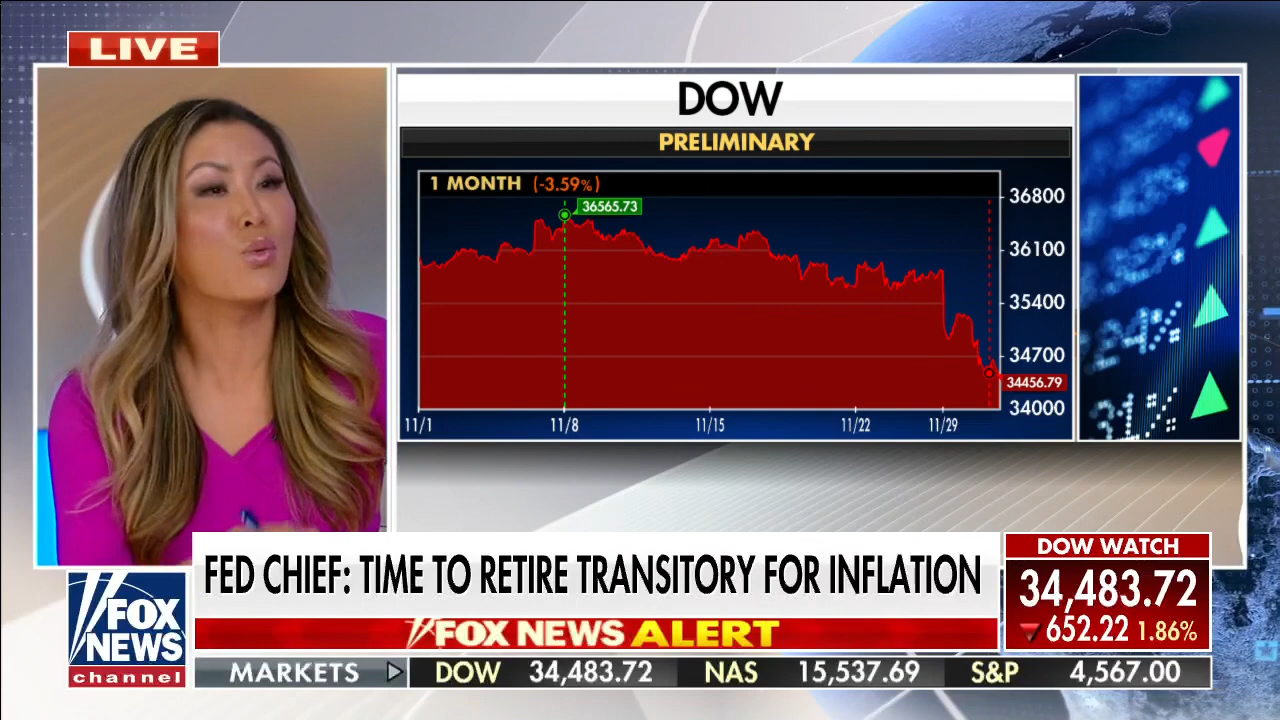 LIVE
DOW
PRELIMINARY
1 MONTH (-3.59%)
36565.73
36800
36100
35400
34700
34456.79
34000
11/1 11/8 11/15 11/22 11/29
FED CHIEF: TIME TO RETIRE TRANSITORY FOR INFLATION
DOW WATCH
34,483.72
652.22 1.86%
FOX NEWS ALERT
FOX
NEWS
channel
MARKETS DOW 34,483.72 NAS 15,537.69 S&P 4,567.00